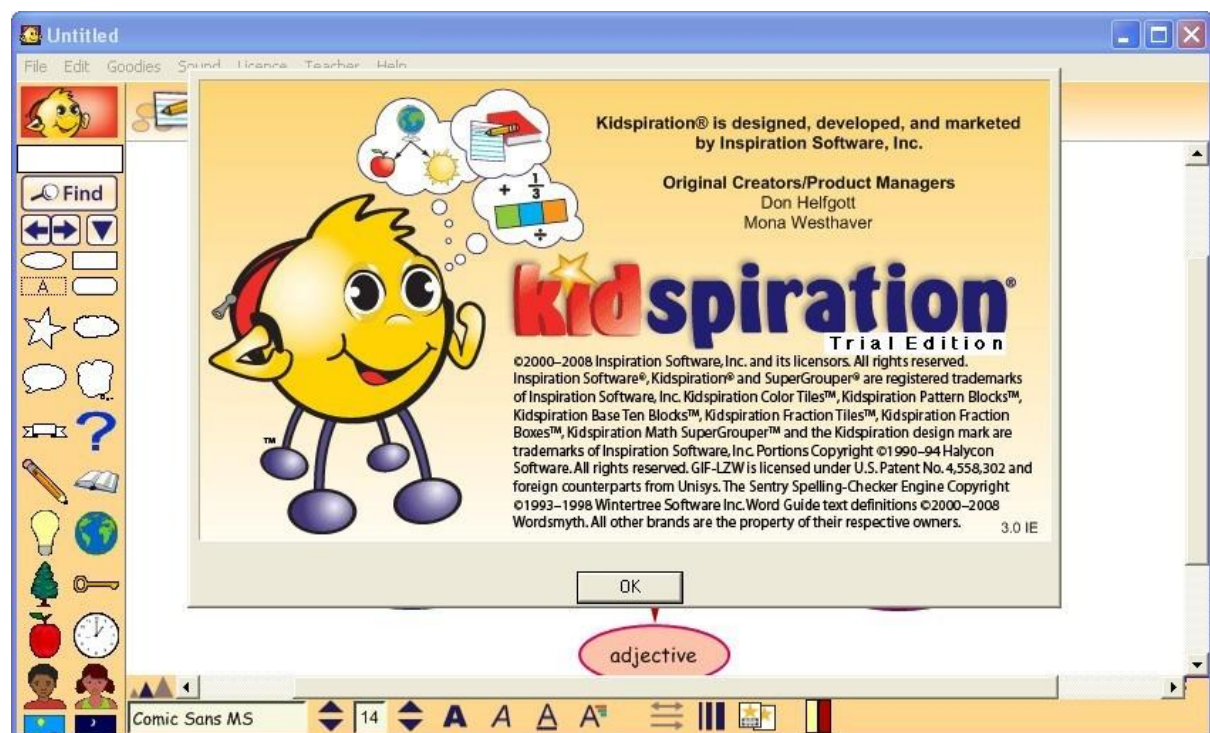 Untitled
File Edit Goodies Sound Licence Teacher Help
Kidspiration® is designed, developed, and marketed
by Inspiration Software, Inc.
Original Creators/Product Managers
Don Helfgott
Mona Westhaver
Find
A
+ 1/3
÷
kidspiration®
Trial Edition
©2000–2008 Inspiration Software, Inc. and its licensors. All rights reserved.
Inspiration Software®, Kidspiration® and SuperGrouper® are registered trademarks
of Inspiration Software, Inc. Kidspiration Color Tiles™, Kidspiration Pattern Blocks™,
Kidspiration Base Ten Blocks™, Kidspiration Fraction Tiles™, Kidspiration Fraction
Boxes™, Kidspiration Math SuperGrouper™ and the Kidspiration design mark are
trademarks of Inspiration Software, Inc. Portions Copyright ©1990–94 Halycon
Software. All rights reserved. GIF-LZW is licensed under U.S. Patent No. 4,558,302 and
foreign counterparts from Unisys. The Sentry Spelling-Checker Engine Copyright
©1993–1998 Wintertree Software Inc. Word Guide text definitions ©2000–2008
Wordsmyth. All other brands are the property of their respective owners.
3.0 IE
™
?
OK
adjective
Comic Sans MS 14 A A A A